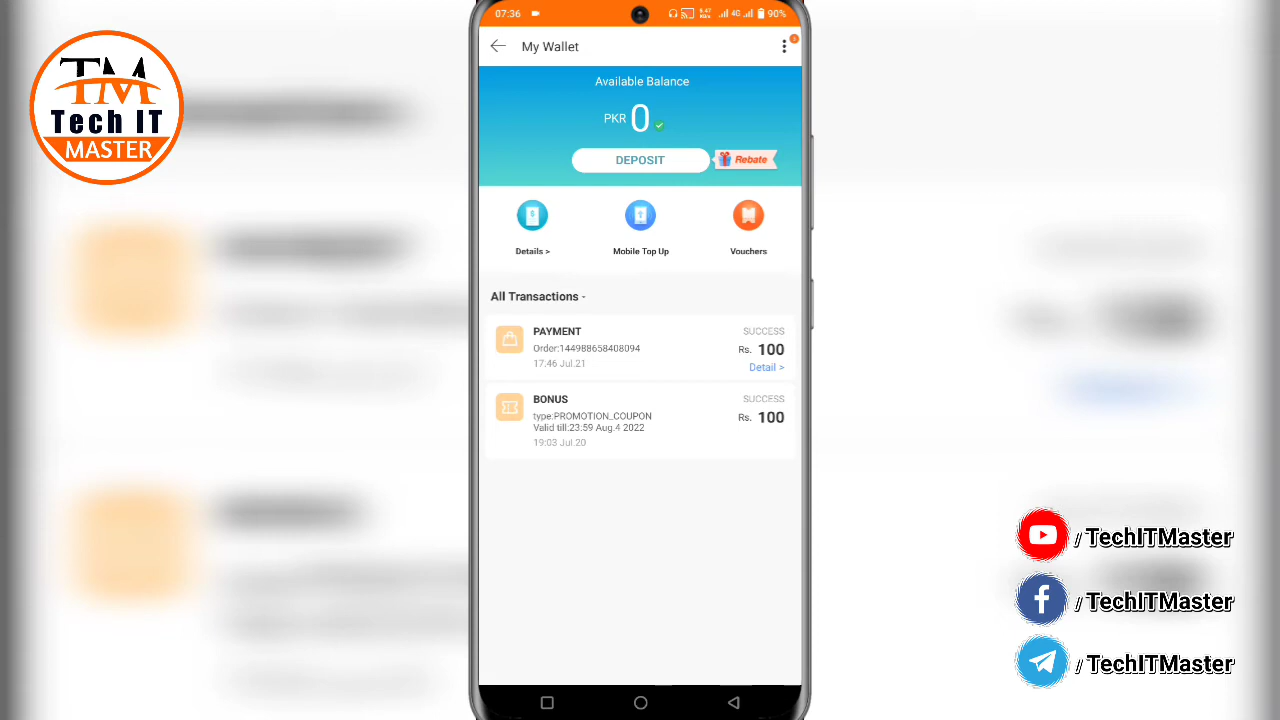 TM
Tech IT
MASTER
07:36
4G
90%
My Wallet
Available Balance
PKR 0
DEPOSIT
Rebate
Details >
Mobile Top Up
Vouchers
All Transactions -
PAYMENT
SUCCESS
Order:144988658408094
Rs. 100
17:46 Jul.21
Detail >
BONUS
SUCCESS
type:PROMOTION_COUPON
Rs. 100
Valid till:23:59 Aug.4 2022
19:03 Jul.20
/ TechITMaster
/ TechITMaster
/ TechITMaster